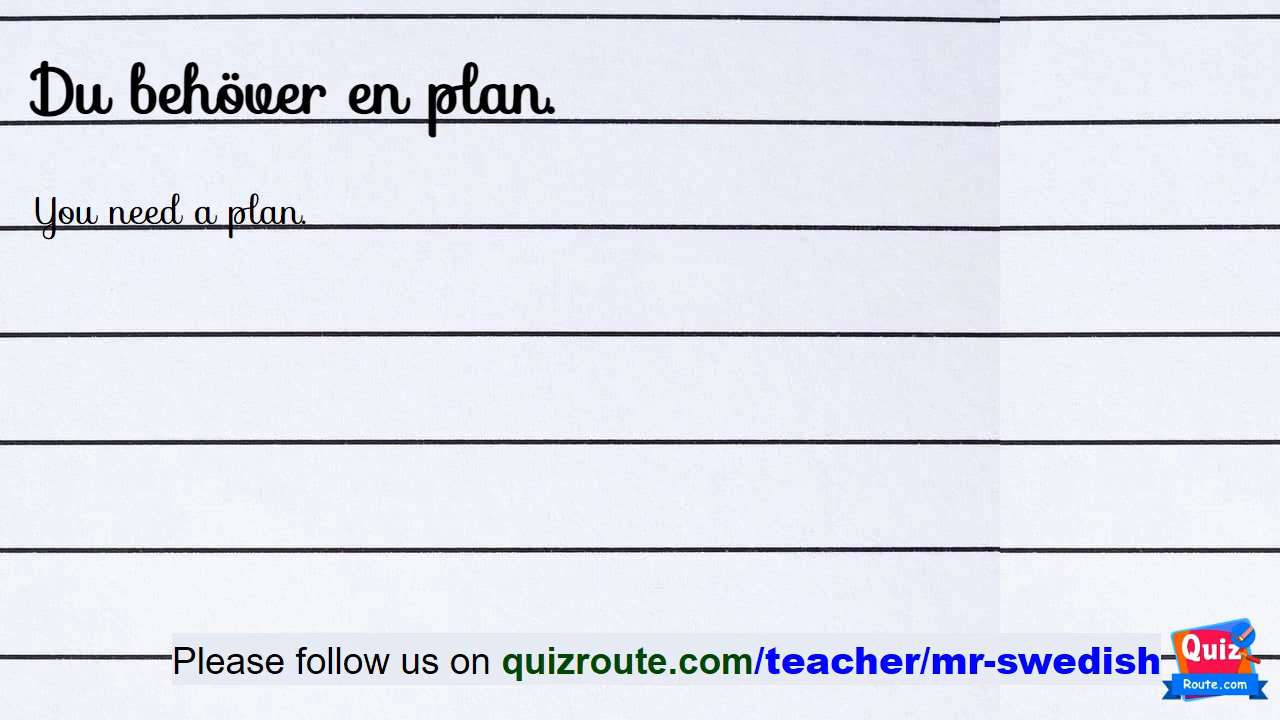 Du behöver en plan.
You need a plan.
Please follow us on quizroute.com/teacher/mr-swedish
Quiz
Route.com